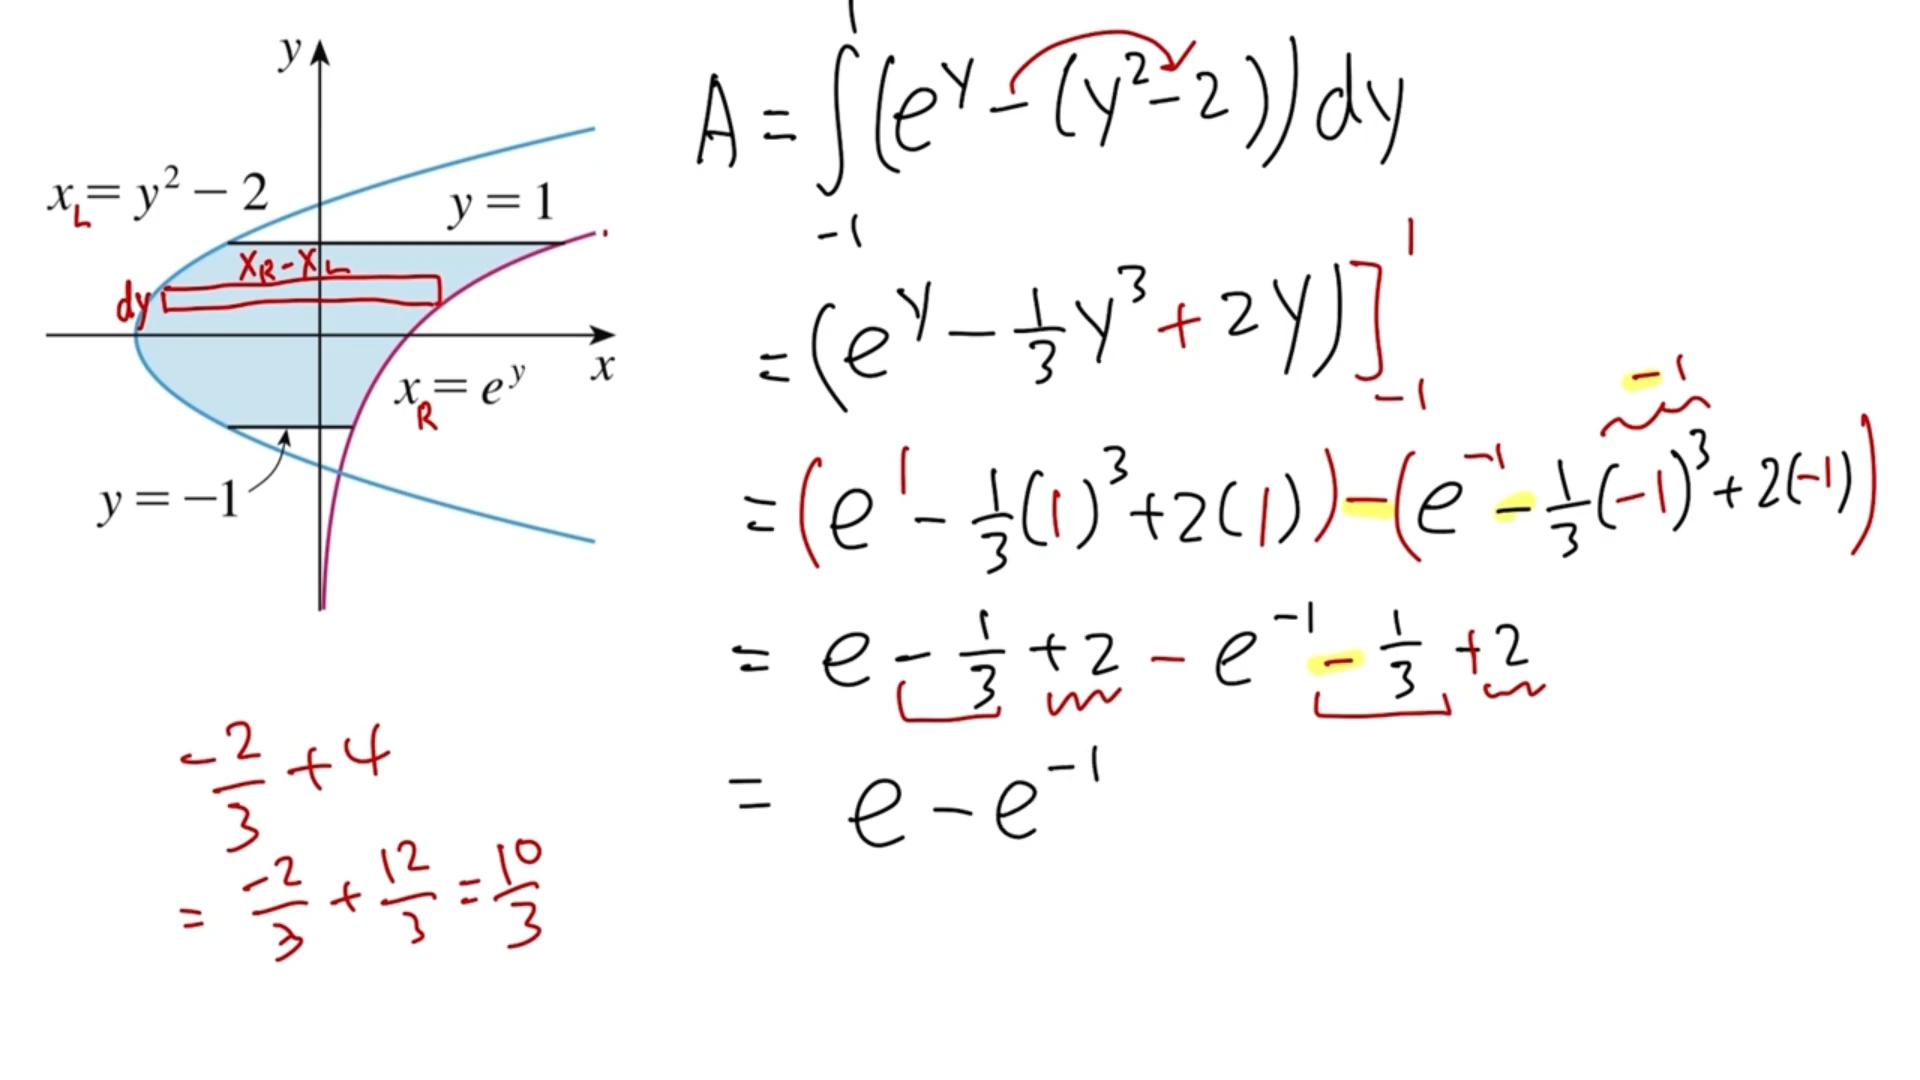 y
x_L = y² − 2
y = 1
x_R − x_L
dy
x
x_R = e^y
y = −1
A = ∫_{-1}^{1} (e^y − (y² − 2)) dy
= (e^y − 1/3 y³ + 2y)]_{-1}^{1}
−1
= (e^1 − 1/3 (1)³ + 2(1)) − (e^{-1} − 1/3 (−1)³ + 2(−1))
= e − 1/3 + 2 − e^{-1} − 1/3 + 2
= e − e^{-1}
−2/3 + 4
= −2/3 + 12/3 = 10/3